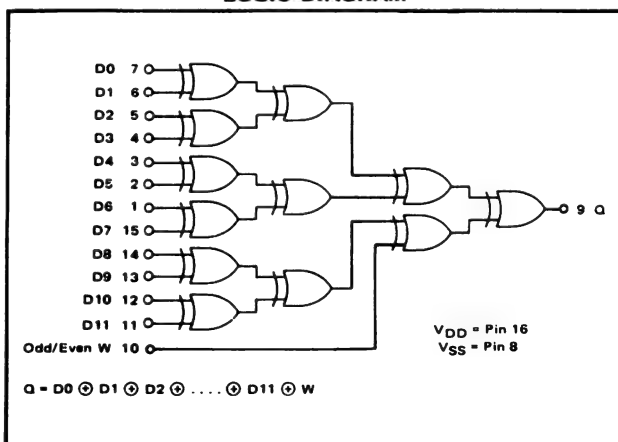 D0 7
D1 6
D2 5
D3 4
D4 3
D5 2
D6 1
D7 15
D8 14
D9 13
D10 12
D11 11
Odd/Even W 10
9 Q
VDD = Pin 16
VSS = Pin 8
Q = D0 ⊕ D1 ⊕ D2 ⊕ . . . . ⊕ D11 ⊕ W